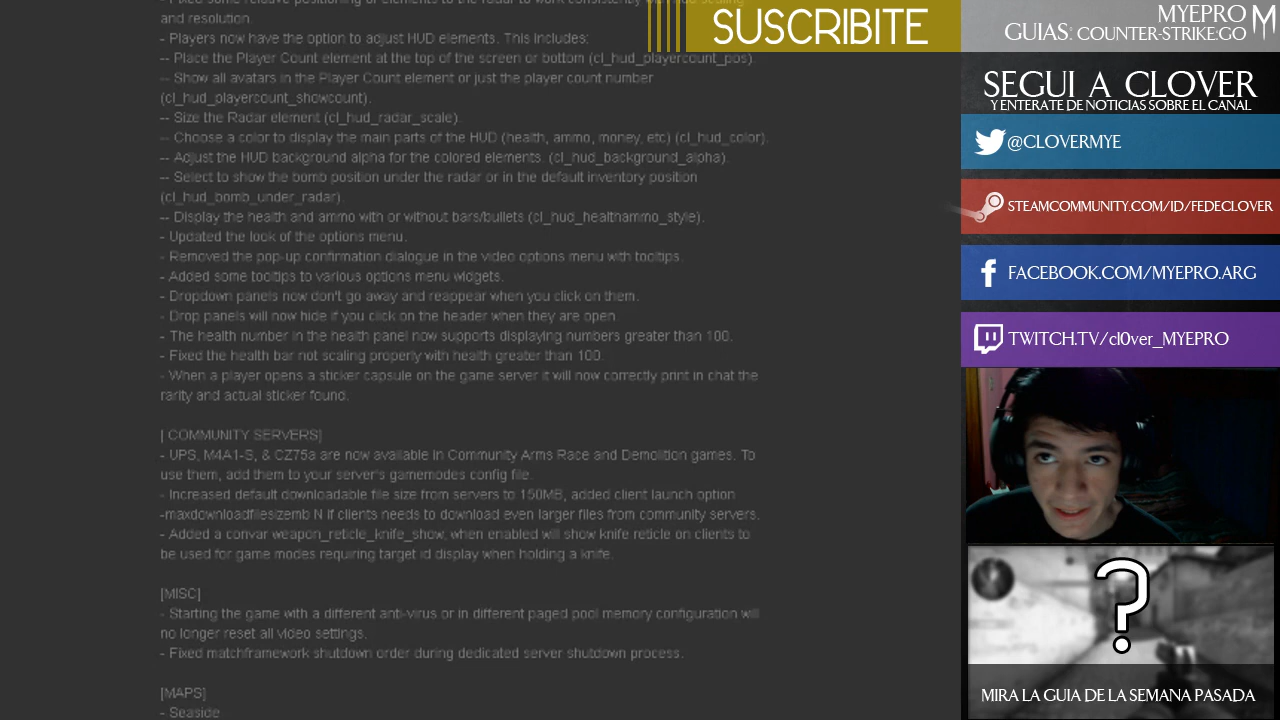 - Fixed some relative positioning of elements to the radar to work consistently with hud scaling
and resolution.
- Players now have the option to adjust HUD elements. This includes:
-- Place the Player Count element at the top of the screen or bottom (cl_hud_playercount_pos).
-- Show all avatars in the Player Count element or just the player count number
(cl_hud_playercount_showcount).
-- Size the Radar element (cl_hud_radar_scale).
-- Choose a color to display the main parts of the HUD (health, ammo, money, etc) (cl_hud_color).
-- Adjust the HUD background alpha for the colored elements. (cl_hud_background_alpha).
-- Select to show the bomb position under the radar or in the default inventory position
(cl_hud_bomb_under_radar).
-- Display the health and ammo with or without bars/bullets (cl_hud_healthammo_style).
- Updated the look of the options menu.
- Removed the pop-up confirmation dialogue in the video options menu with tooltips.
- Added some tooltips to various options menu widgets.
- Dropdown panels now don't go away and reappear when you click on them.
- Drop panels will now hide if you click on the header when they are open
- The health number in the health panel now supports displaying numbers greater than 100.
- Fixed the health bar not scaling properly with health greater than 100.
- When a player opens a sticker capsule on the game server it will now correctly print in chat the
rarity and actual sticker found.
[ COMMUNITY SERVERS]
- UPS, M4A1-S, & CZ75a are now available in Community Arms Race and Demolition games. To
use them, add them to your server's gamemodes config file.
- Increased default downloadable file size from servers to 150MB, added client launch option
-maxdownloadfilesizemb N if clients needs to download even larger files from community servers.
- Added a convar weapon_reticle_knife_show, when enabled will show knife reticle on clients to
be used for game modes requiring target id display when holding a knife.
[MISC]
- Starting the game with a different anti-virus or in different paged pool memory configuration will
no longer reset all video settings.
- Fixed matchframework shutdown order during dedicated server shutdown process.
[MAPS]
- Seaside
SUSCRIBITE
MYEPRO
GUIAS: COUNTER-STRIKE:GO
M
SEGUI A CLOVER
Y ENTERATE DE NOTICIAS SOBRE EL CANAL
@CLOVERMYE
STEAMCOMMUNITY.COM/ID/FEDECLOVER
FACEBOOK.COM/MYEPRO.ARG
TWITCH.TV/cl0ver_MYEPRO
?
MIRA LA GUIA DE LA SEMANA PASADA